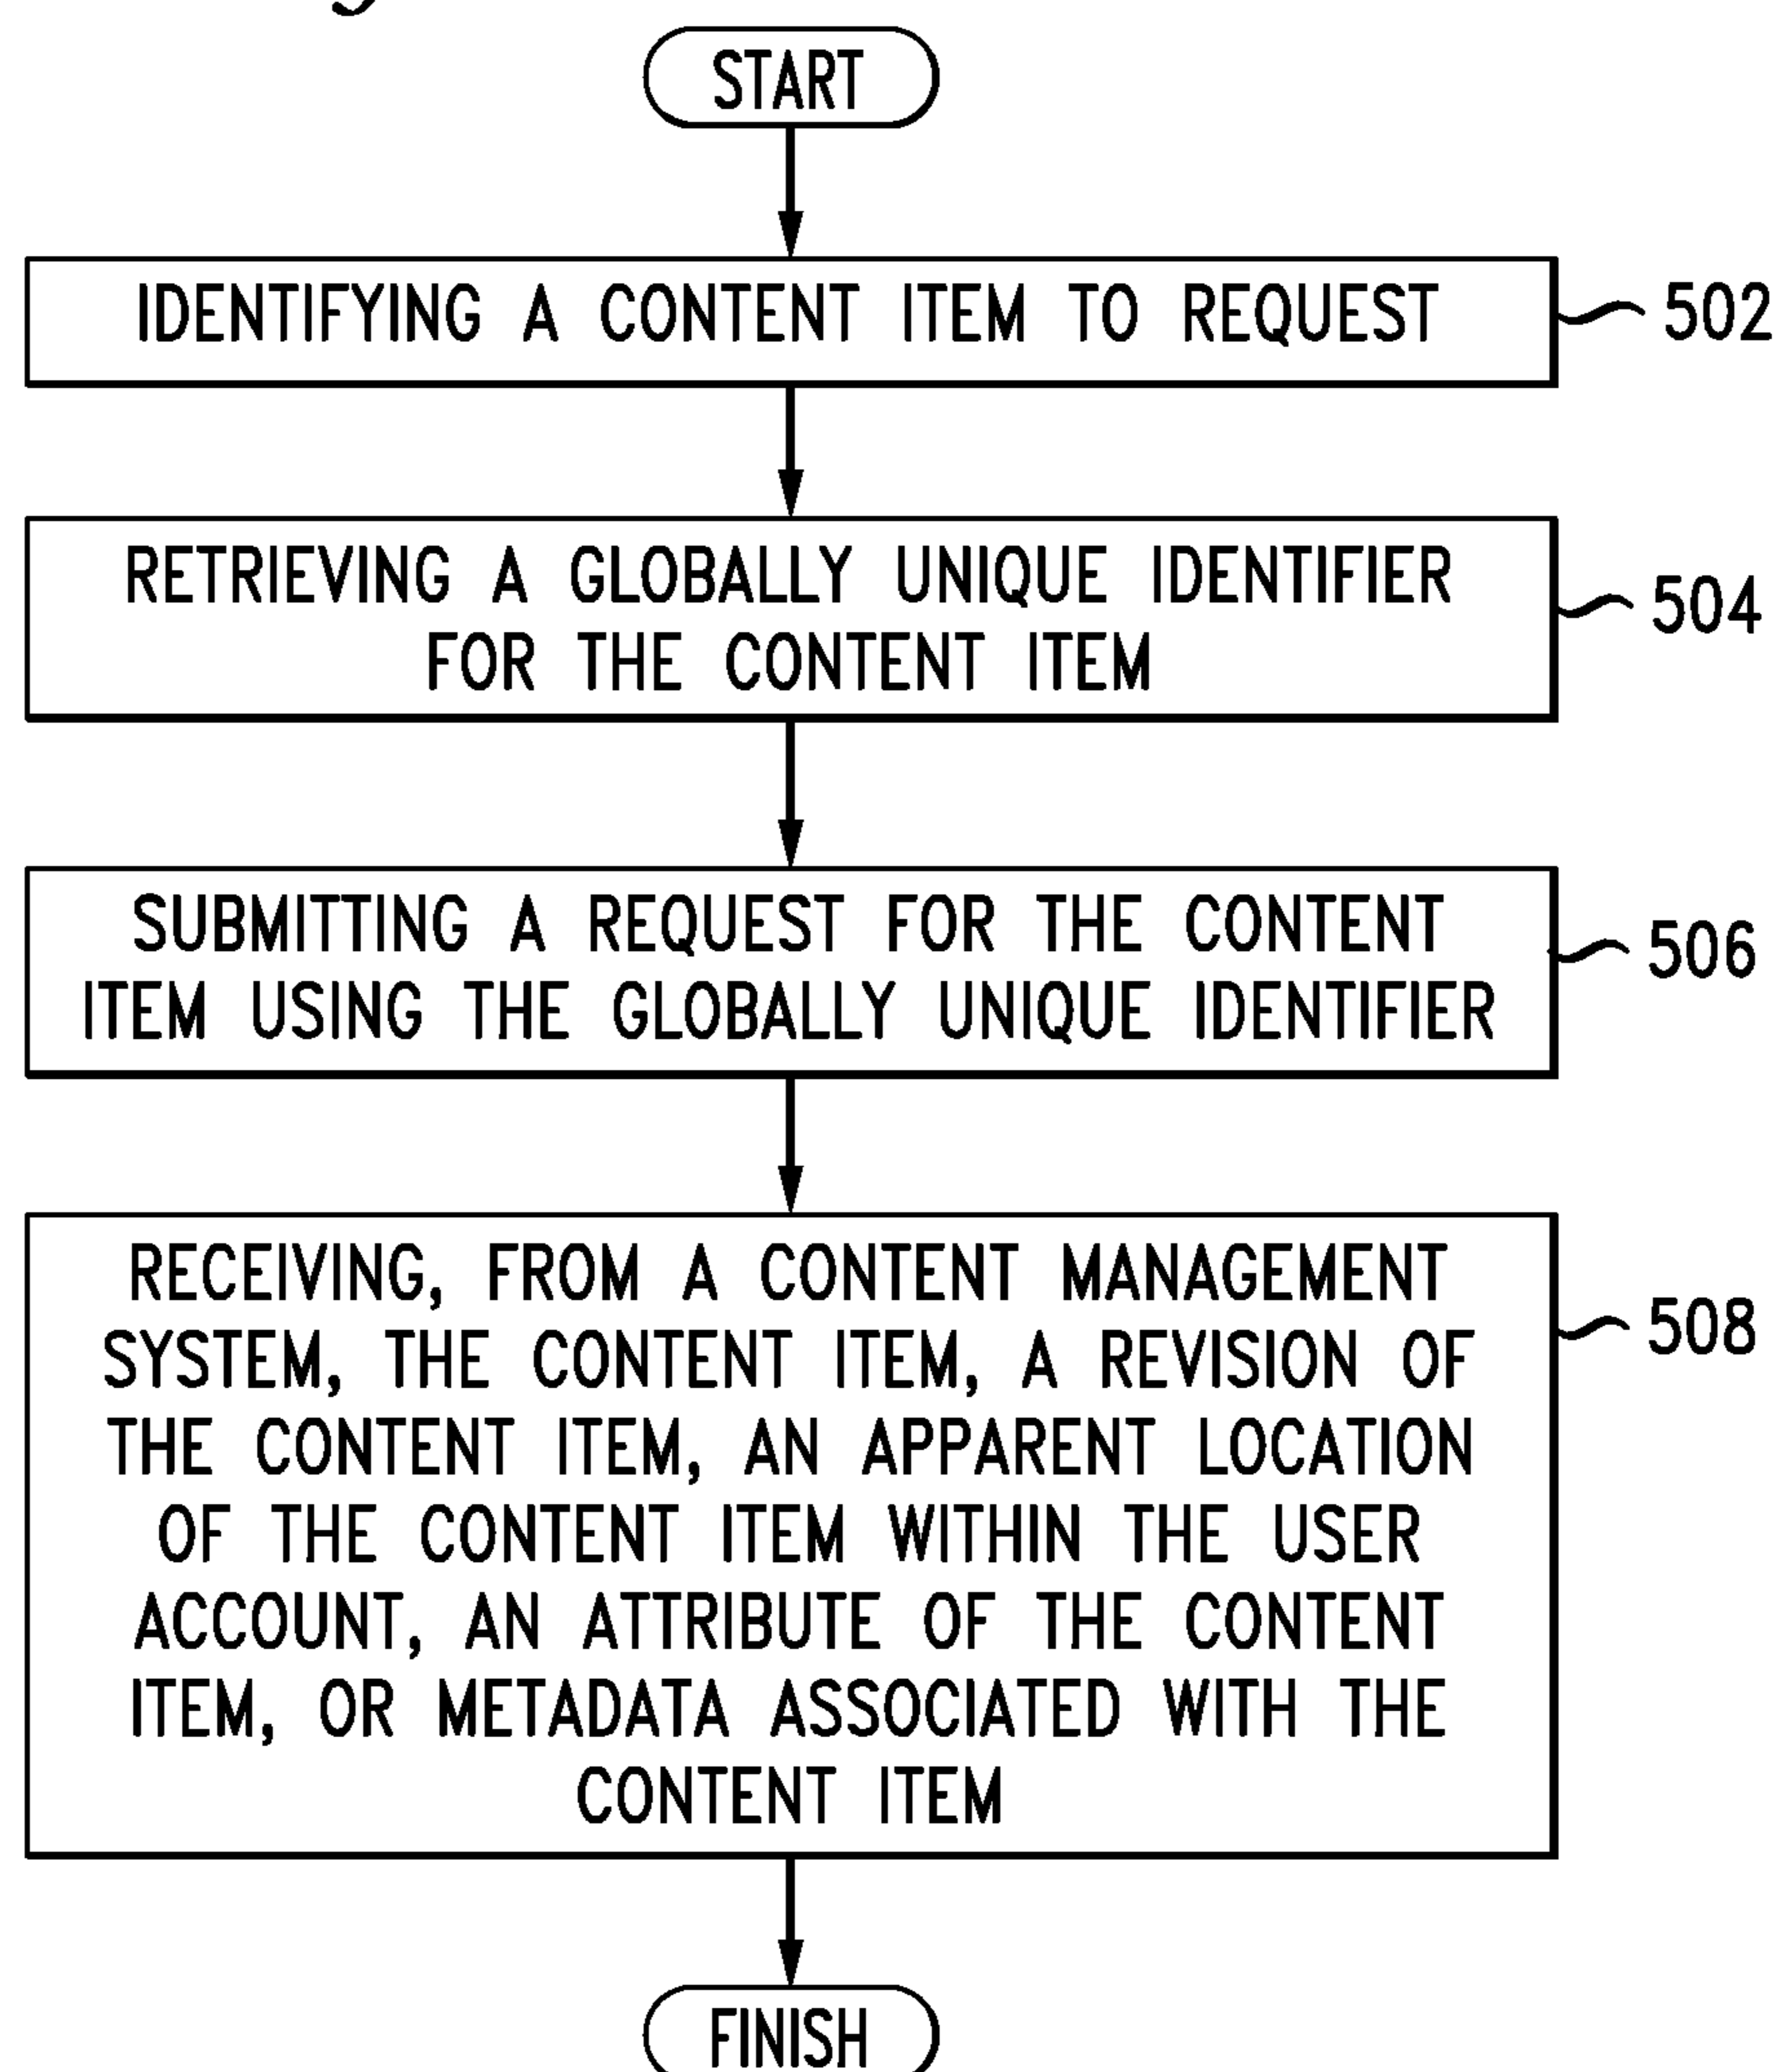 START
IDENTIFYING A CONTENT ITEM TO REQUEST
502
RETRIEVING A GLOBALLY UNIQUE IDENTIFIER
FOR THE CONTENT ITEM
504
SUBMITTING A REQUEST FOR THE CONTENT
ITEM USING THE GLOBALLY UNIQUE IDENTIFIER
506
RECEIVING, FROM A CONTENT MANAGEMENT
SYSTEM, THE CONTENT ITEM, A REVISION OF
THE CONTENT ITEM, AN APPARENT LOCATION
OF THE CONTENT ITEM WITHIN THE USER
ACCOUNT, AN ATTRIBUTE OF THE CONTENT
ITEM, OR METADATA ASSOCIATED WITH THE
CONTENT ITEM
508
FINISH